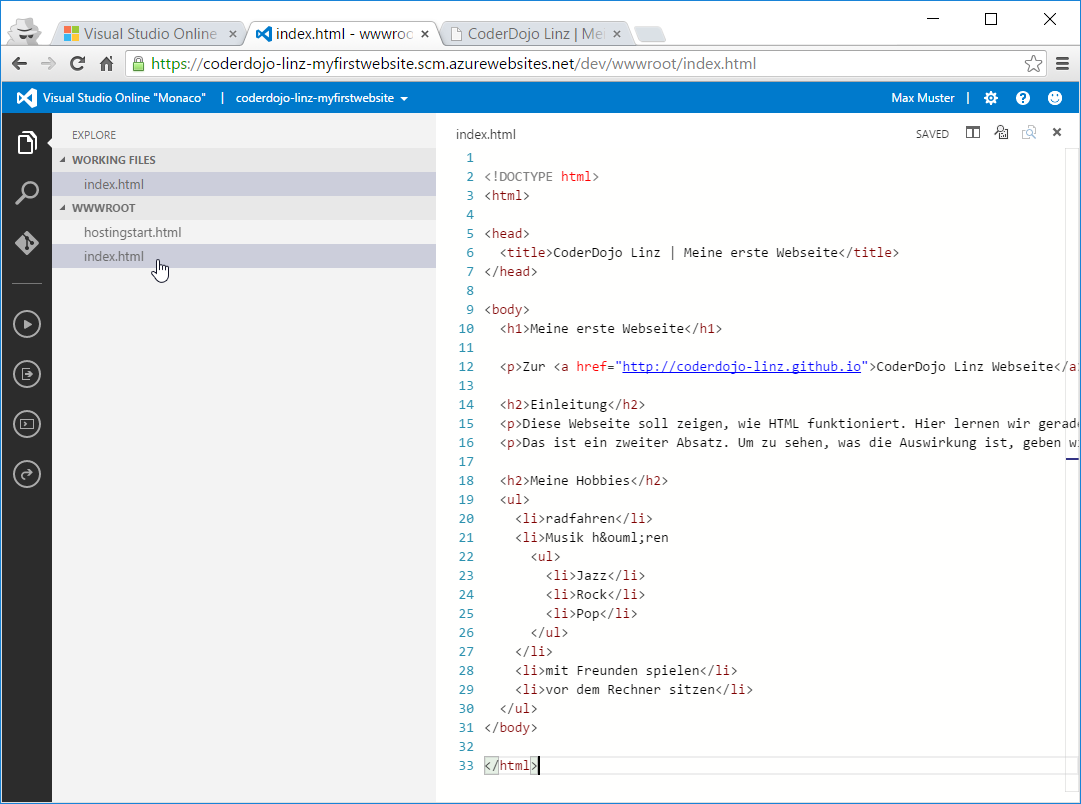 Visual Studio Online
index.html - wwwroo
CoderDojo Linz | Mei
https://coderdojo-linz-myfirstwebsite.scm.azurewebsites.net/dev/wwwroot/index.html
Visual Studio Online "Monaco" | coderdojo-linz-myfirstwebsite
Max Muster |
EXPLORE
WORKING FILES
index.html
WWWROOT
hostingstart.html
index.html
index.html
SAVED
1
2 <!DOCTYPE html>
3 <html>
4
5 <head>
6 <title>CoderDojo Linz | Meine erste Webseite</title>
7 </head>
8
9 <body>
10 <h1>Meine erste Webseite</h1>
11
12 <p>Zur <a href="http://coderdojo-linz.github.io">CoderDojo Linz Webseite</a
13
14 <h2>Einleitung</h2>
15 <p>Diese Webseite soll zeigen, wie HTML funktioniert. Hier lernen wir gerade
16 <p>Das ist ein zweiter Absatz. Um zu sehen, was die Auswirkung ist, geben wi
17
18 <h2>Meine Hobbies</h2>
19 <ul>
20 <li>radfahren</li>
21 <li>Musik h&ouml;ren
22 <ul>
23 <li>Jazz</li>
24 <li>Rock</li>
25 <li>Pop</li>
26 </ul>
27 </li>
28 <li>mit Freunden spielen</li>
29 <li>vor dem Rechner sitzen</li>
30 </ul>
31 </body>
32
33 </html>